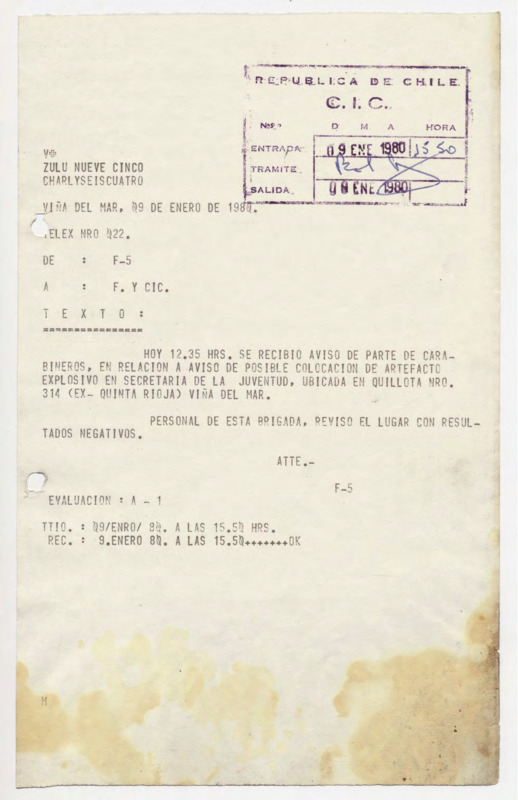 REPUBLICA DE CHILE
C. I. C.
Nro
D M A HORA
ENTRADA 09 ENE 1980 15 50
TRAMITE
SALIDA 09 ENE 1980
V*
ZULU NUEVE CINCO
CHARLYSEISCUATRO
VIÑA DEL MAR, 09 DE ENERO DE 1980.
TELEX NRO 022.
DE : F-5
A : F. Y CIC.
T E X T O :
==================
HOY 12.35 HRS. SE RECIBIO AVISO DE PARTE DE CARA-
BINEROS, EN RELACION A AVISO DE POSIBLE COLOCACION DE ARTEFACTO
EXPLOSIVO EN SECRETARIA DE LA JUVENTUD, UBICADA EN QUILLOTA NRO.
314 (EX- QUINTA RIOJA) VIÑA DEL MAR.
PERSONAL DE ESTA BRIGADA, REVISO EL LUGAR CON RESUL-
TADOS NEGATIVOS.
ATTE.-
F-5
EVALUACION : A - 1
TTIO. : 09/ENRO/ 80. A LAS 15.50 HRS.
REC. : 9.ENERO 80. A LAS 15.50+++++++OK
M